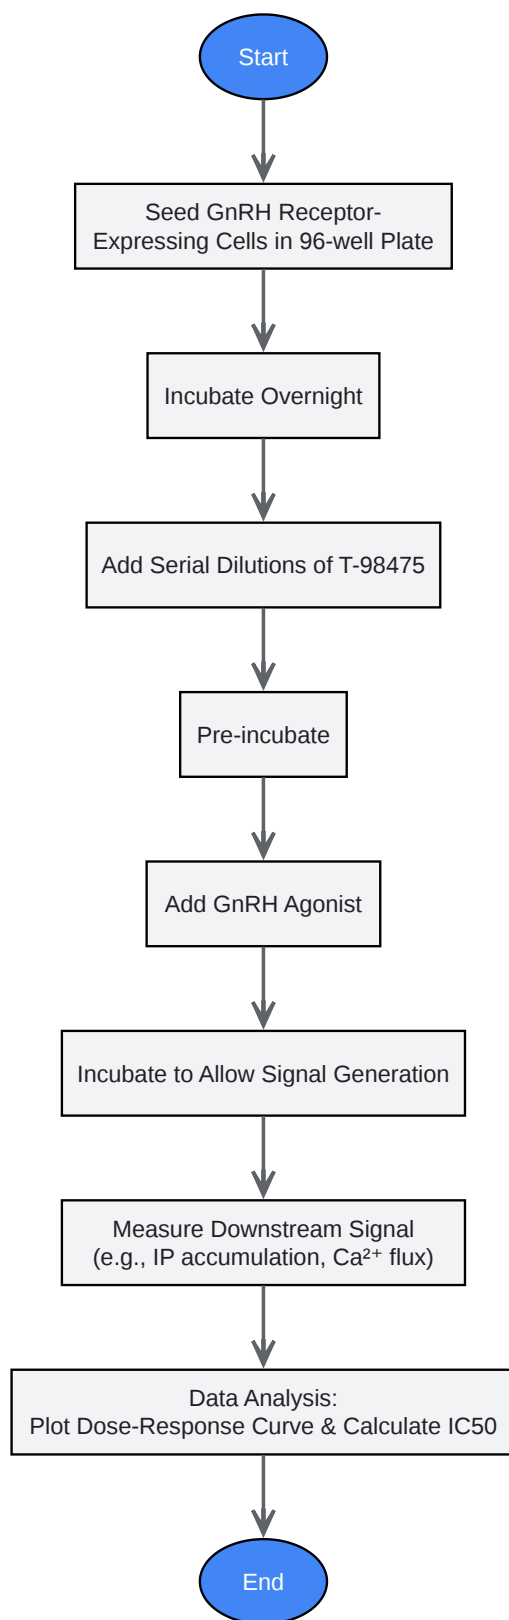 Start
Seed GnRH Receptor-
Expressing Cells in 96-well Plate
Incubate Overnight
Add Serial Dilutions of T-98475
Pre-incubate
Add GnRH Agonist
Incubate to Allow Signal Generation
Measure Downstream Signal
(e.g., IP accumulation, Ca²⁺ flux)
Data Analysis:
Plot Dose-Response Curve & Calculate IC50
End